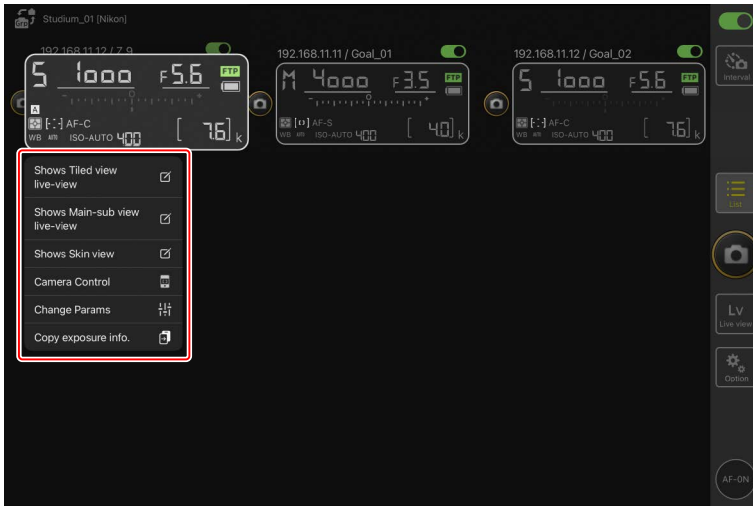 Grp
Studium_01 [Nikon]
192.168.11.12 / Z 9
5 1000 F5.6 FTP
A
AF-C
WB ISO-AUTO 400 [ 7.6] k
192.168.11.11 / Goal_01
M 4000 F3.5 FTP
AF-S
WB ISO-AUTO 400 [ 4.0] k
192.168.11.12 / Goal_02
5 1000 F5.6 FTP
AF-C
WB ISO-AUTO 400 [ 7.6] k
Shows Tiled view
live-view
Shows Main-sub view
live-view
Shows Skin view
Camera Control
Change Params
Copy exposure info.
Interval
List
Lv
Live view
Option
AF-ON